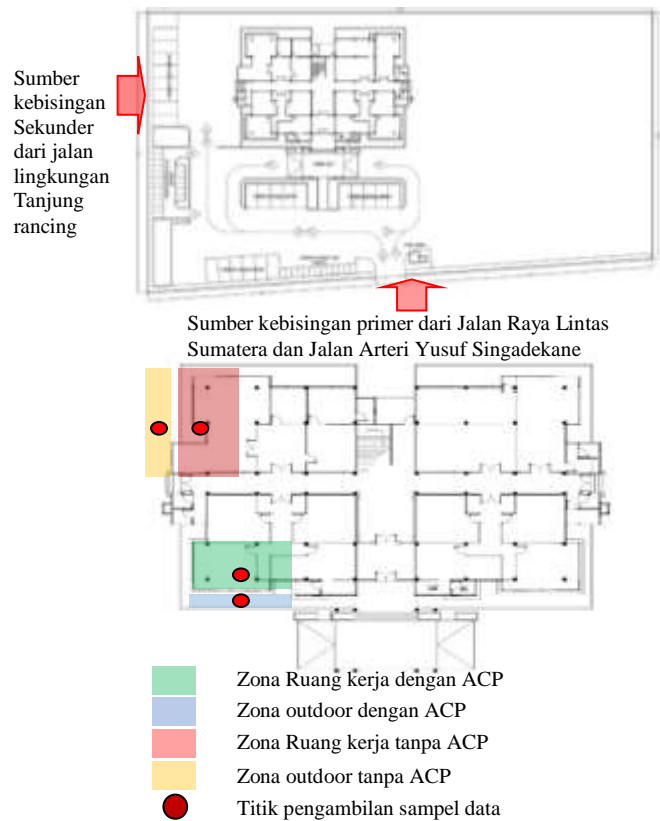 Sumber
kebisingan
Sekunder
dari jalan
lingkungan
Tanjung
rancing
Sumber kebisingan primer dari Jalan Raya Lintas
Sumatera dan Jalan Arteri Yusuf Singadekane
Zona Ruang kerja dengan ACP
Zona outdoor dengan ACP
Zona Ruang kerja tanpa ACP
Zona outdoor tanpa ACP
Titik pengambilan sampel data